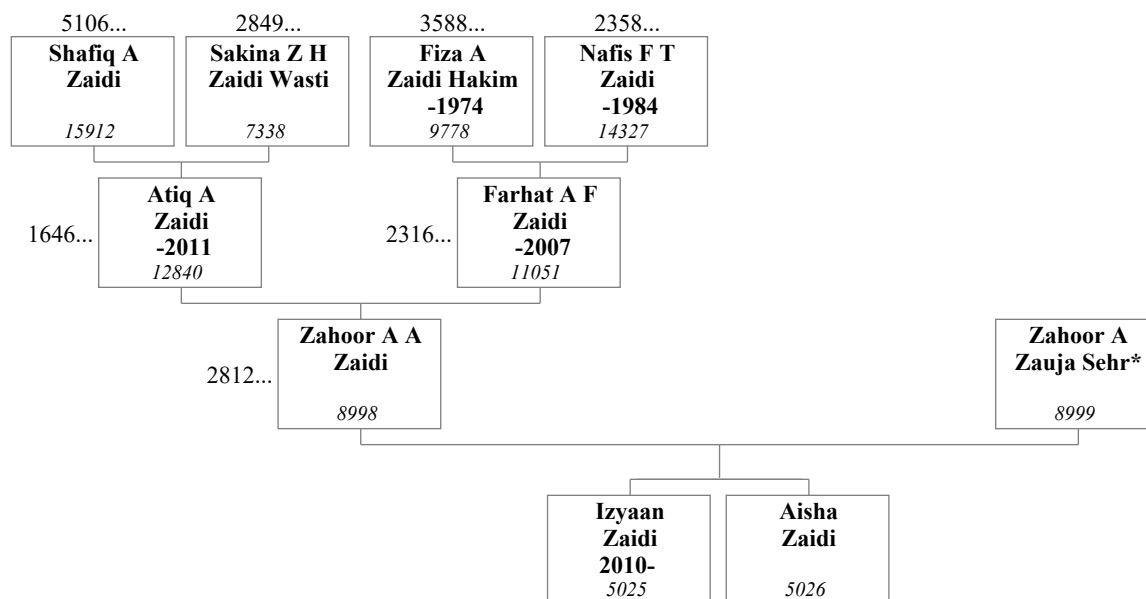 5106...
2849...
3588...
2358...
Shafiq A
Zaidi
15912
Sakina Z H
Zaidi Wasti
7338
Fiza A
Zaidi Hakim
-1974
9778
Nafis F T
Zaidi
-1984
14327
1646...
Atiq A
Zaidi
-2011
12840
2316...
Farhat A F
Zaidi
-2007
11051
2812...
Zahoor A A
Zaidi
8998
Zahoor A
Zauja Sehr*
8999
Izyaan
Zaidi
2010-
5025
Aisha
Zaidi
5026